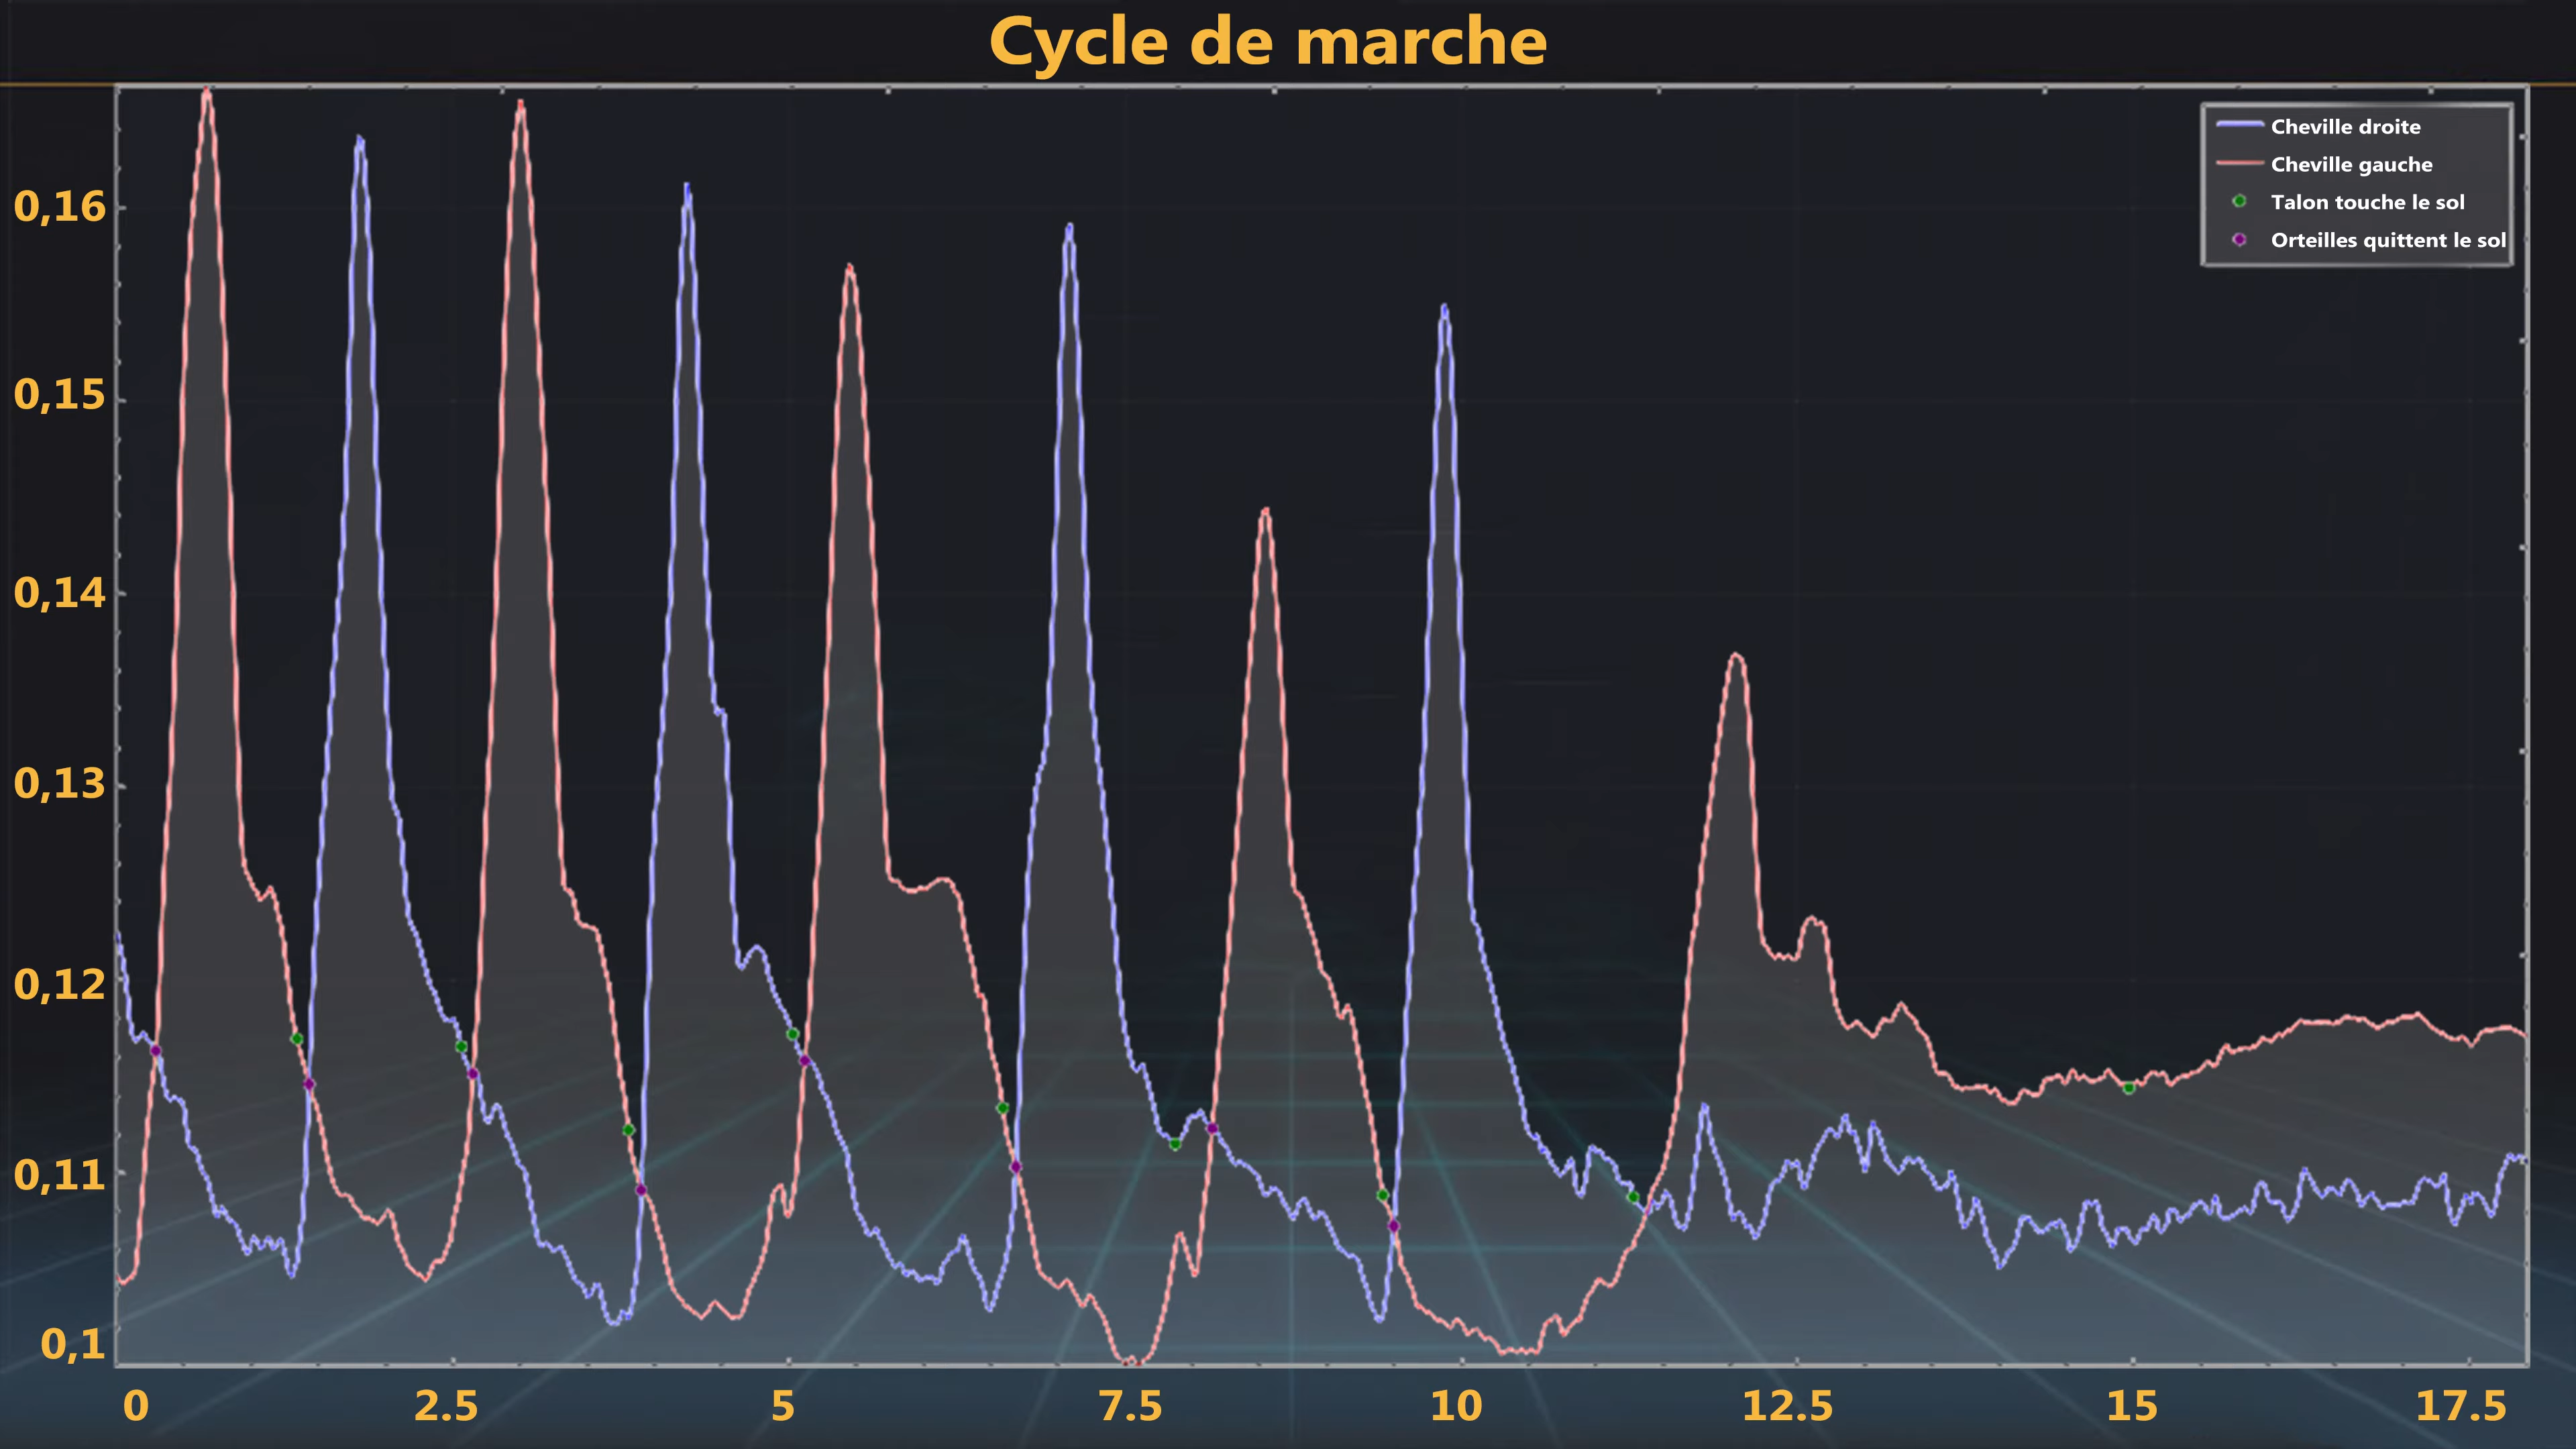 Cycle de marche
Cheville droite
Cheville gauche
Talon touche le sol
Orteilles quittent le sol
0,16
0,15
0,14
0,13
0,12
0,11
0,1
0 2.5 5 7.5 10 12.5 15 17.5